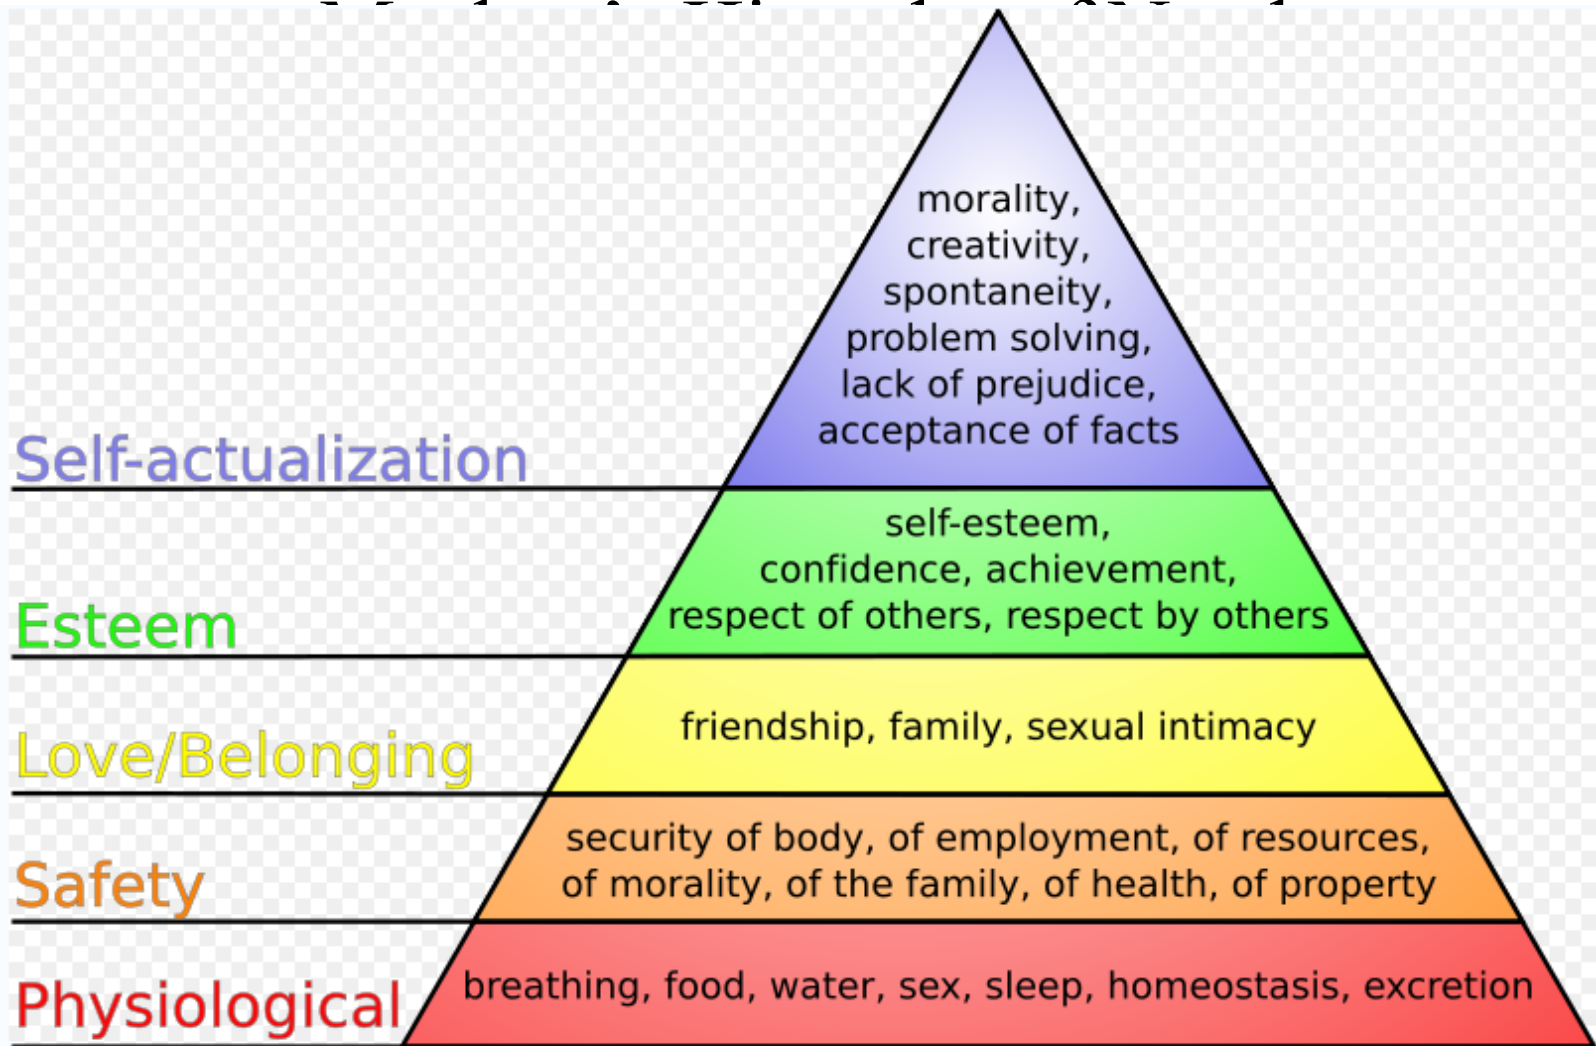 morality,
creativity,
spontaneity,
problem solving,
lack of prejudice,
acceptance of facts
Self-actualization
self-esteem,
confidence, achievement,
respect of others, respect by others
Esteem
friendship, family, sexual intimacy
Love/Belonging
security of body, of employment, of resources,
of morality, of the family, of health, of property
Safety
breathing, food, water, sex, sleep, homeostasis, excretion
Physiological